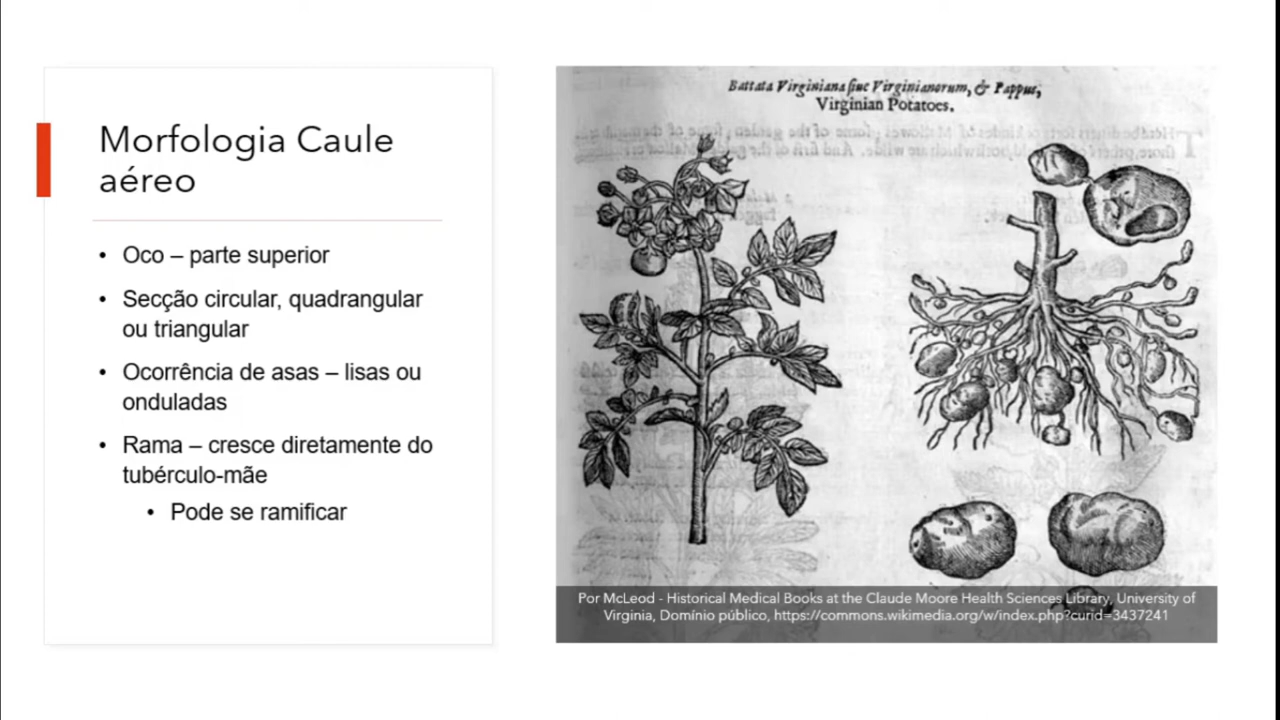 Morfologia Caule
aéreo
• Oco – parte superior
• Secção circular, quadrangular
ou triangular
• Ocorrência de asas – lisas ou
onduladas
• Rama – cresce diretamente do
tubérculo-mãe
• Pode se ramificar
Battata Virginiana siue Virginianorum, & Pappus,
Virginian Potatoes.
Por McLeod - Historical Medical Books at the Claude Moore Health Sciences Library, University of
Virginia, Domínio público, https://commons.wikimedia.org/w/index.php?curid=3437241